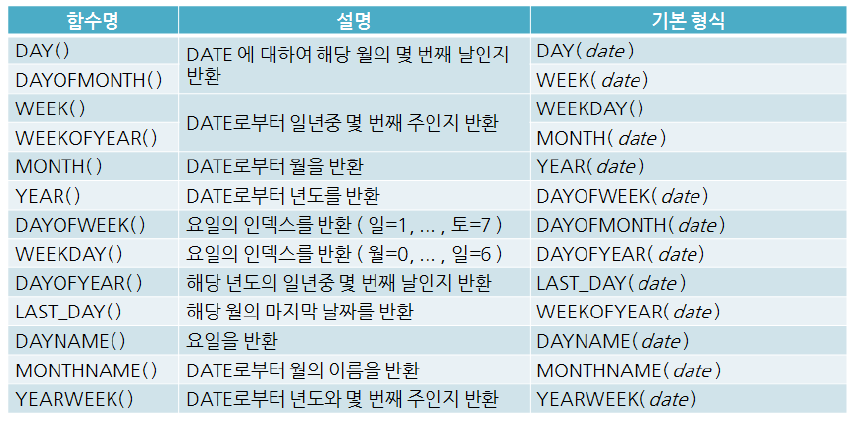 함수명 설명 기본 형식
DAY() DATE 에 대하여 해당 월의 몇 번째 날인지 DAY( date )
DAYOFMONTH() 반환 WEEK( date )
WEEK() DATE로부터 일년중 몇 번째 주인지 반환 WEEKDAY()
WEEKOFYEAR() MONTH( date )
MONTH() DATE로부터 월을 반환 YEAR( date )
YEAR() DATE로부터 년도를 반환 DAYOFWEEK( date )
DAYOFWEEK() 요일의 인덱스를 반환 ( 일=1, ... , 토=7 ) DAYOFMONTH( date )
WEEKDAY() 요일의 인덱스를 반환 ( 월=0, ... , 일=6 ) DAYOFYEAR( date )
DAYOFYEAR() 해당 년도의 일년중 몇 번째 날인지 반환 LAST_DAY( date )
LAST_DAY() 해당 월의 마지막 날짜를 반환 WEEKOFYEAR( date )
DAYNAME() 요일을 반환 DAYNAME( date )
MONTHNAME() DATE로부터 월의 이름을 반환 MONTHNAME( date )
YEARWEEK() DATE로부터 년도와 몇 번째 주인지 반환 YEARWEEK( date )